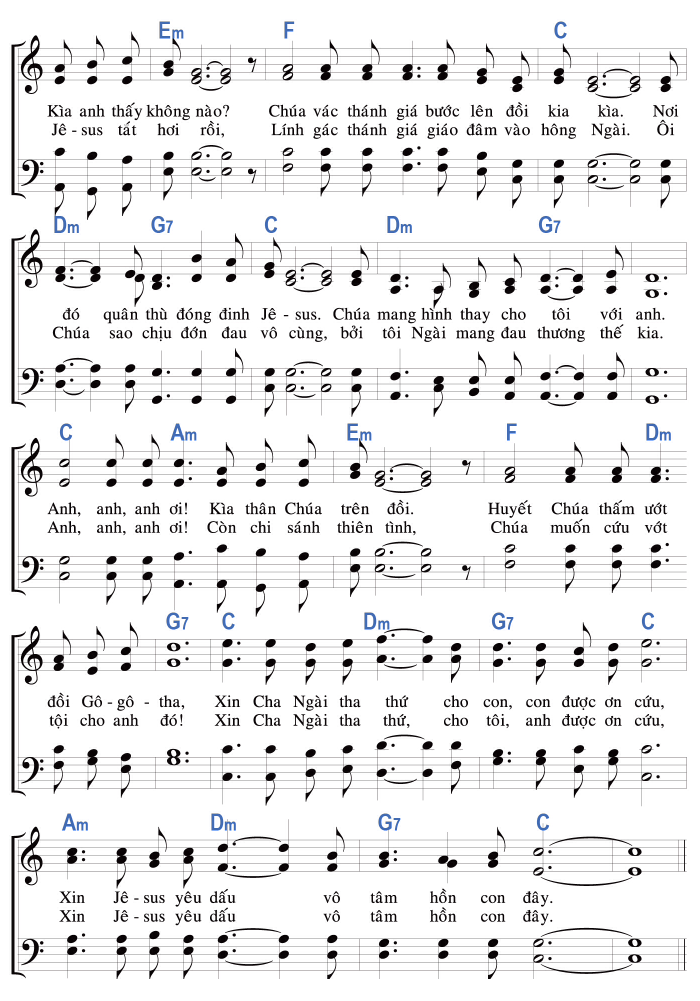 Em F C
Kìa anh thấy không nào? Chúa vác thánh giá bước lên đồi kia kìa. Nơi
Jê - sus tắt hơi rồi, Lính gác thánh giá giáo đâm vào hông Ngài. Ôi
Dm G7 C Dm G7
đó quân thù đóng đinh Jê - sus. Chúa mang hình thay cho tôi với anh.
Chúa sao chịu đớn đau vô cùng, bởi tôi Ngài mang đau thương thế kia.
C Am Em F Dm
Anh, anh, anh ơi! Kìa thân Chúa trên đồi. Huyết Chúa thấm ướt
Anh, anh, anh ơi! Còn chi sánh thiên tình, Chúa muốn cứu vớt
G7 C Dm G7 C
đồi Gô - gô - tha, Xin Cha Ngài tha thứ cho con, con được ơn cứu,
tội cho anh đó! Xin Cha Ngài tha thứ, cho tôi, anh được ơn cứu,
Am Dm G7 C
Xin Jê - sus yêu dấu vô tâm hồn con đây.
Xin Jê - sus yêu dấu vô tâm hồn con đây.